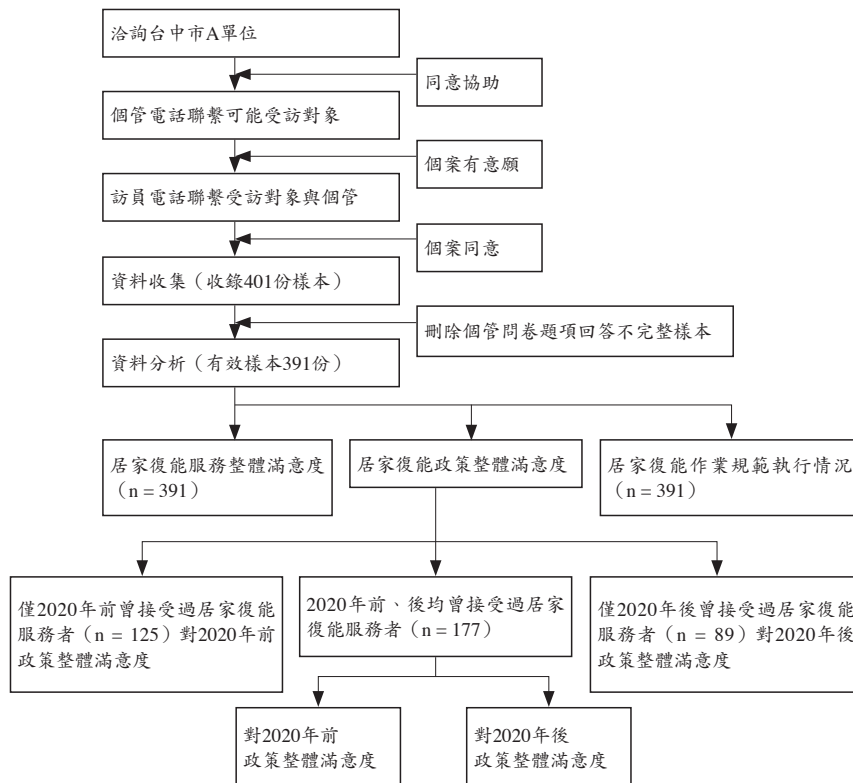 洽詢台中市A單位
同意協助
個管電話聯繫可能受訪對象
個案有意願
訪員電話聯繫受訪對象與個管
個案同意
資料收集（收錄401份樣本）
刪除個管問卷題項回答不完整樣本
資料分析（有效樣本391份）
居家復能服務整體滿意度
（n = 391）
居家復能政策整體滿意度
居家復能作業規範執行情況
（n = 391）
僅2020年前曾接受過居家復能
服務者（n = 125）對2020年前
政策整體滿意度
2020年前、後均曾接受過居家
復能服務者（n = 177）
僅2020年後曾接受過居家復能
服務者（n = 89）對2020年後
政策整體滿意度
對2020年前
政策整體滿意度
對2020年後
政策整體滿意度